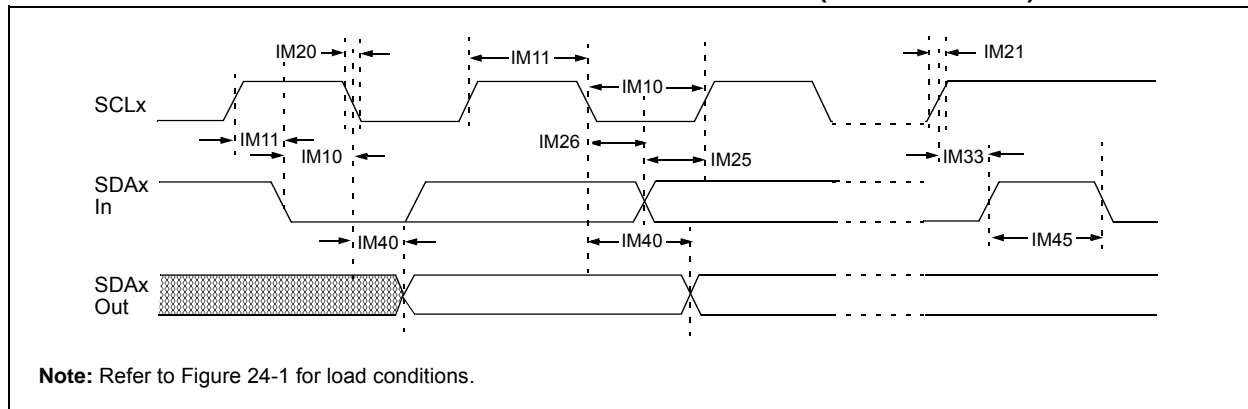 IM20
IM11
IM21
IM10
SCLx
IM11
IM26
IM10
IM25
IM33
SDAx
In
IM40
IM40
IM45
SDAx
Out
Note: Refer to Figure 24-1 for load conditions.